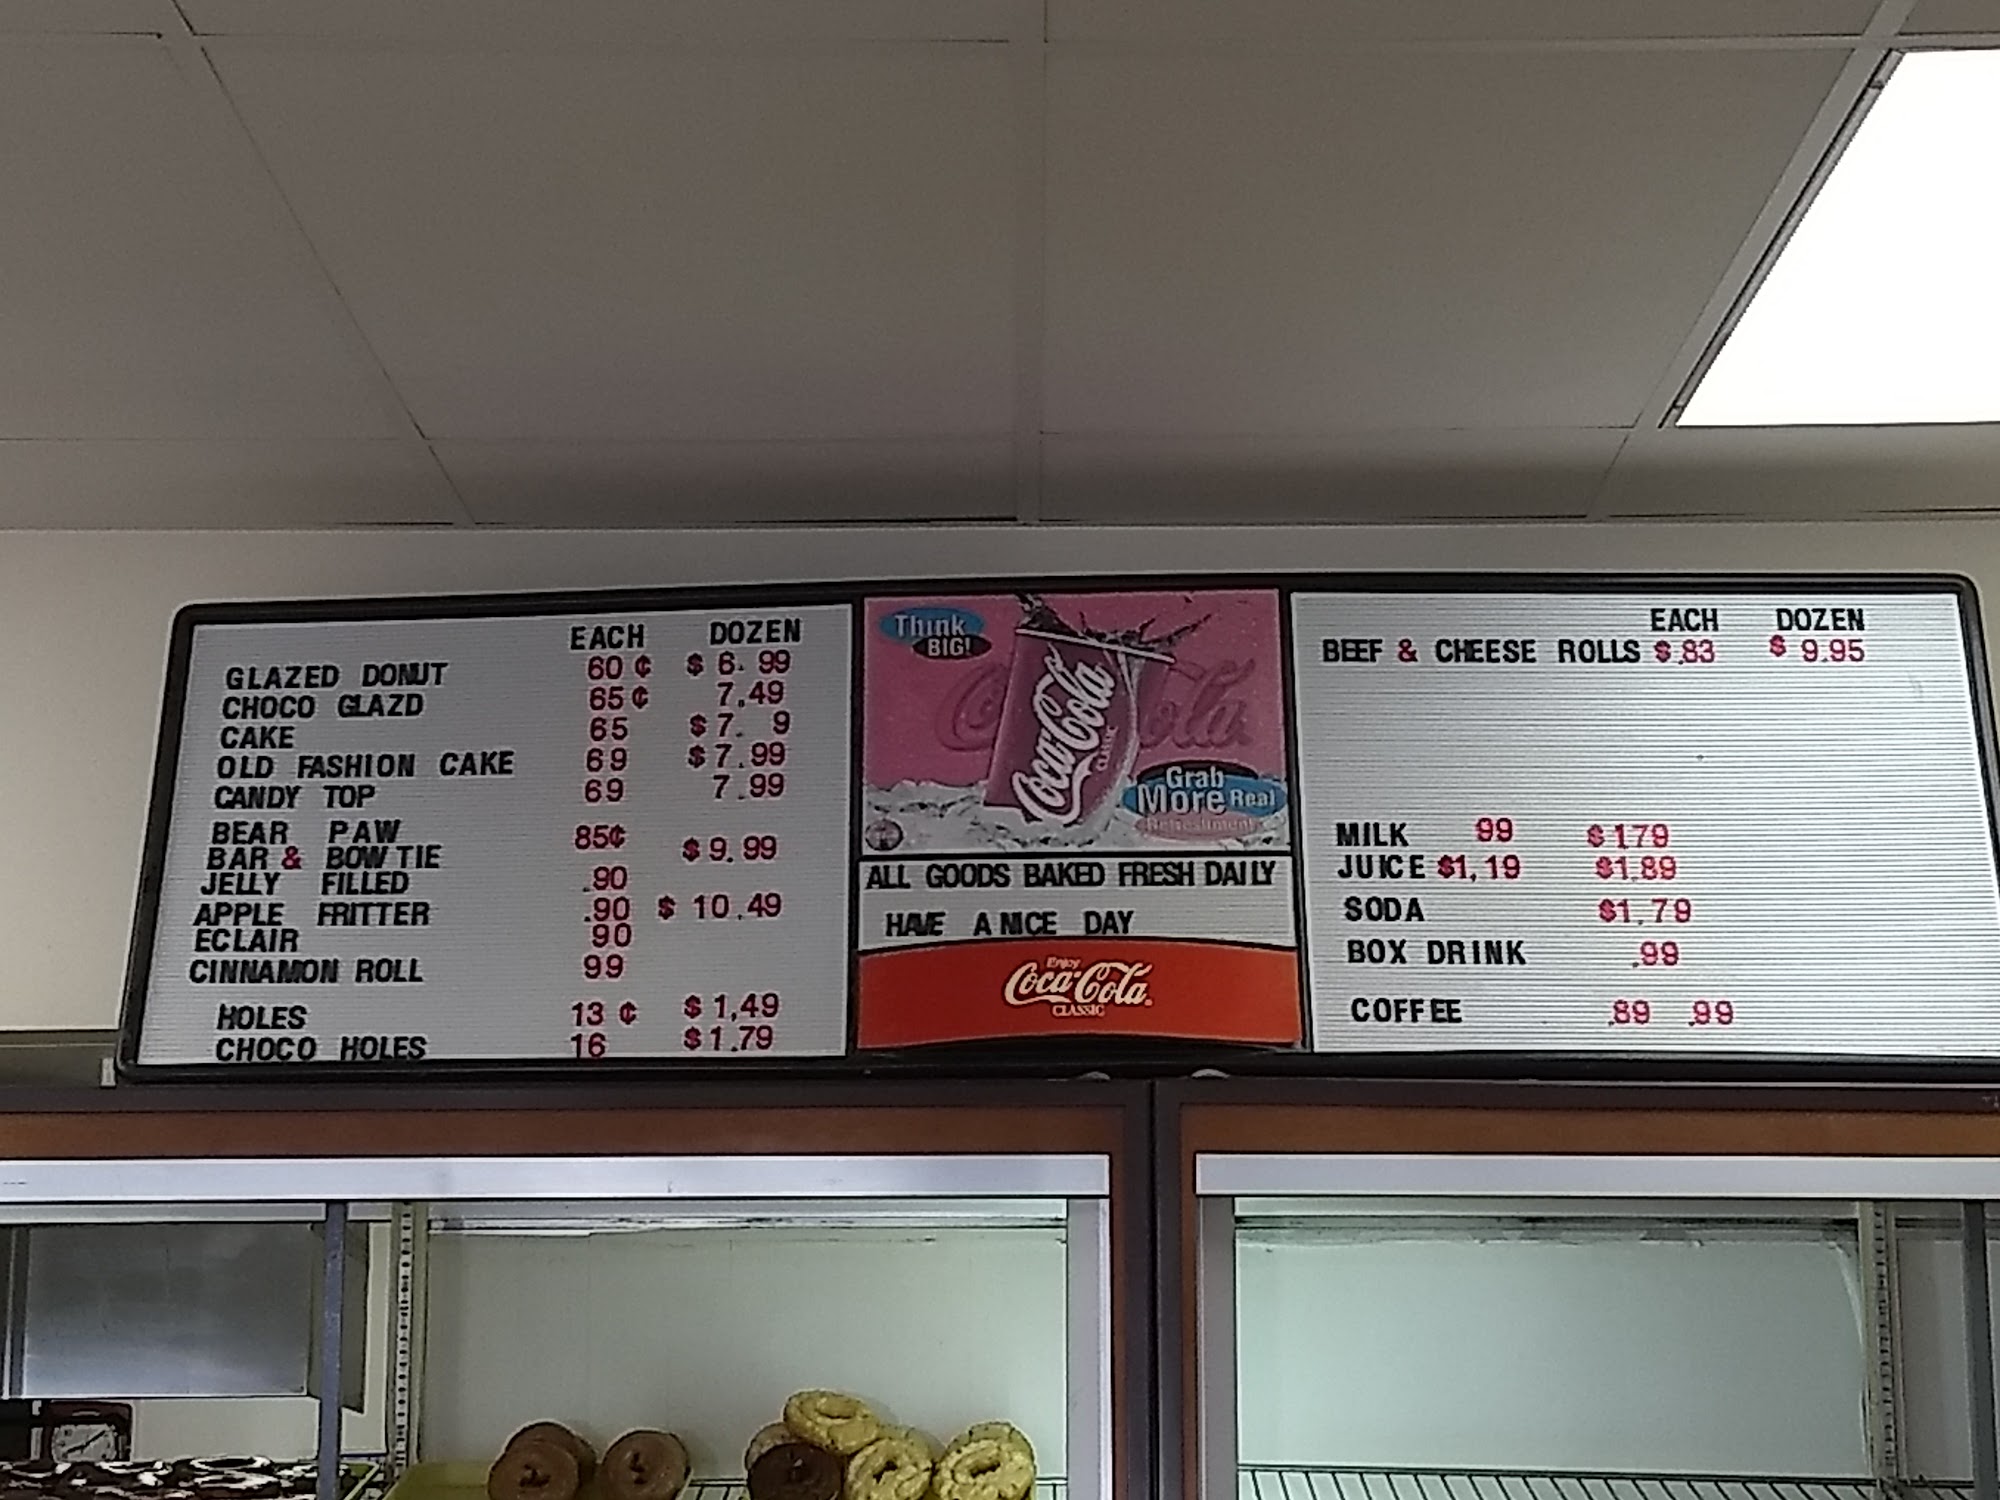 EACH DOZEN
GLAZED DONUT 60¢ $6.99
CHOCO GLAZD 65¢ 7.49
CAKE 65 $7. 9
OLD FASHION CAKE 69 $7.99
CANDY TOP 69 7.99
BEAR PAW 85¢
BAR & BOW TIE $9.99
JELLY FILLED .90
APPLE FRITTER .90 $10.49
ECLAIR 90
CINNAMON ROLL 99
HOLES 13¢ $1,49
CHOCO HOLES 16 $1.79
Think
BIG!
Coca-Cola
Coca-Cola
CLASSIC
Grab
More Real
Refreshment
ALL GOODS BAKED FRESH DAILY
HAVE A NICE DAY
Enjoy
Coca-Cola
CLASSIC
EACH DOZEN
BEEF & CHEESE ROLLS $.83 $9.95
MILK 99 $179
JUICE $1,19 $1.89
SODA $1.79
BOX DRINK .99
COFFEE .89 .99